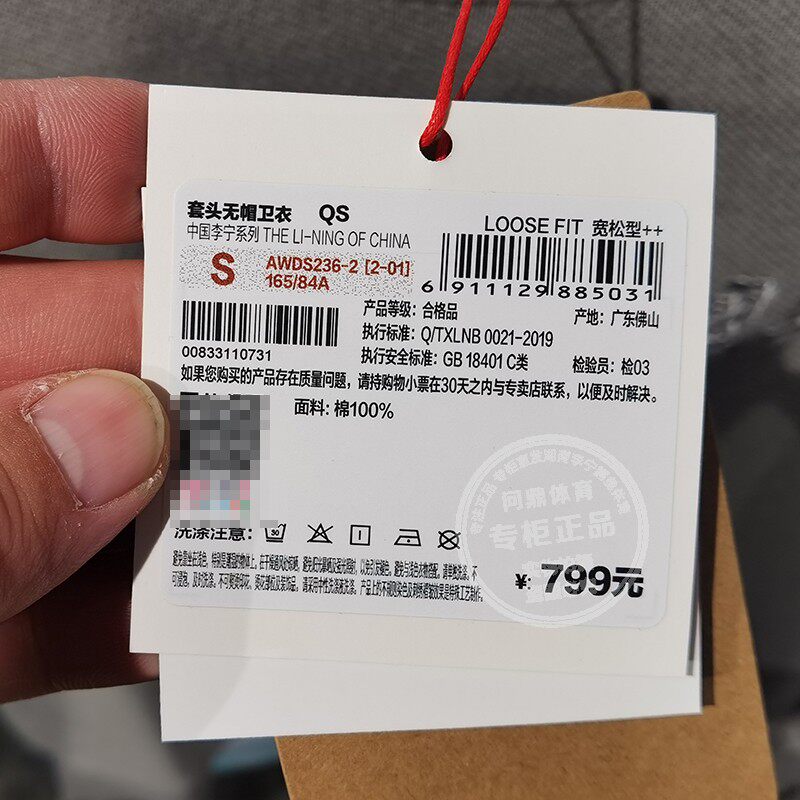 套头无帽卫衣 QS
中国李宁系列 THE LI-NING OF CHINA
LOOSE FIT 宽松型++
S
AWDS236-2 [2-01]
165/84A
6 911129 885031
00833110731
产品等级: 合格品
产地: 广东佛山
执行标准: Q/TXLNB 0021-2019
执行安全标准: GB 18401 C类
检验员: 检03
如果您购买的产品存在质量问题, 请持购物小票在30天之内与专卖店联系, 以便及时解决。
面料: 棉100%
问鼎体育
专柜正品
洗涤注意:
30
¥: 799元